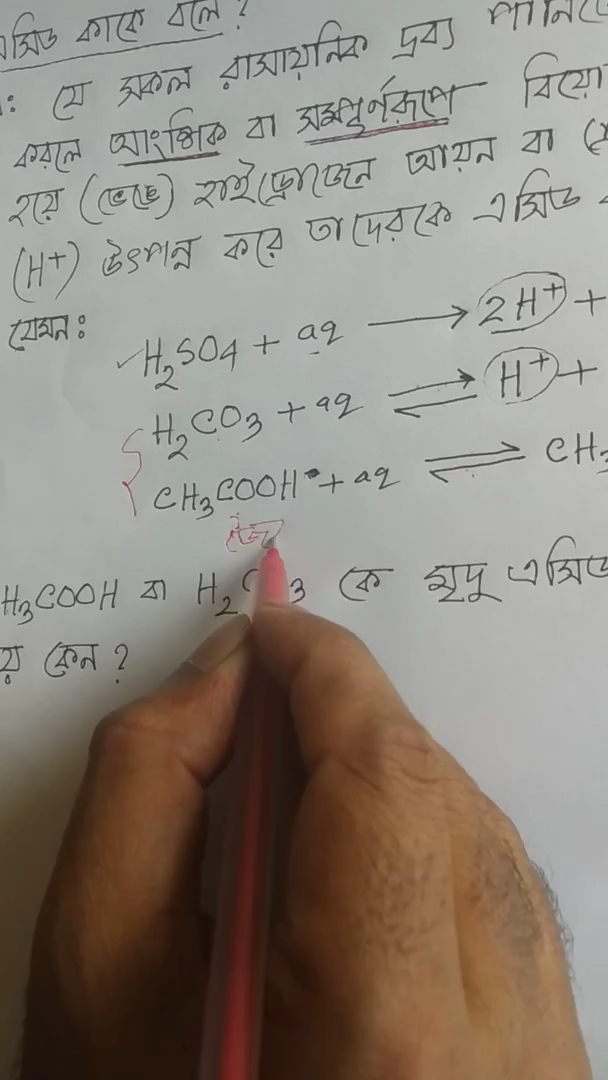 এসিড কাকে বলে?
যে সকল রাসায়নিক দ্রব্য পানিতে
করলে আংশিক বা সম্পূর্ণরূপে বিয়ো
হয়ে (ভেঙে) হাইড্রোজেন আয়ন বা (
(H+) উৎপন্ন করে তাদেরকে এসিড
যেমনঃ
H2SO4 + aq ⟶ 2H+ +
H2CO3 + aq ⇌ H+ +
CH3COOH + aq ⇌ CH3
H3COOH বা H2C 3 কে মৃদু এসিড
য় কেন?